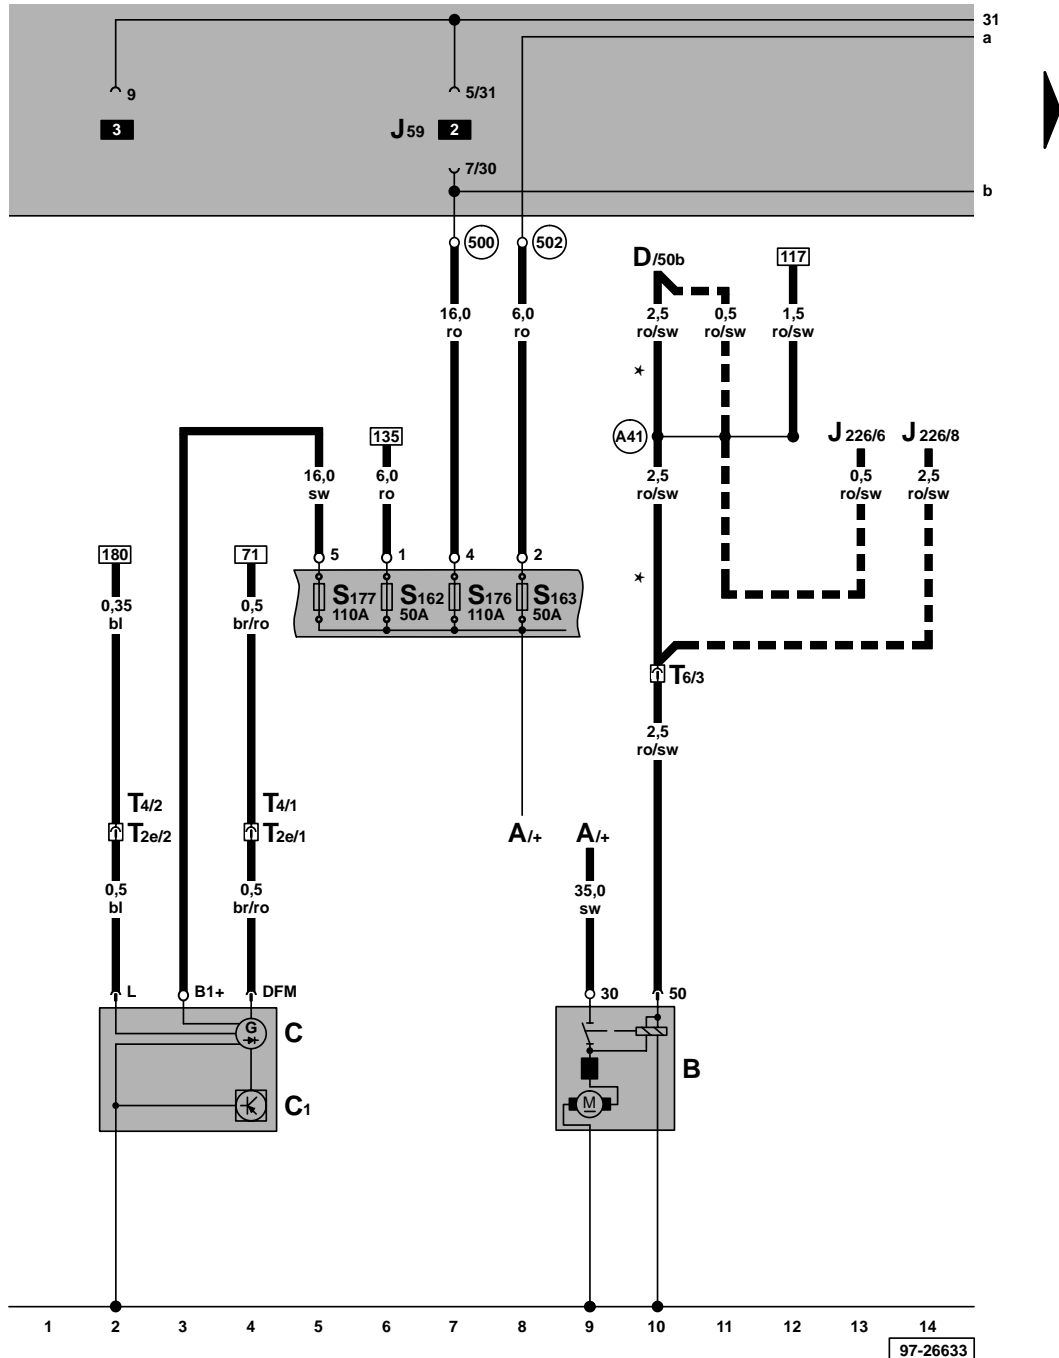 31
a
9
5/31
3
J59
2
7/30
b
500
502
D/50b
117
16,0
ro
6,0
ro
2,5
ro/sw
0,5
ro/sw
1,5
ro/sw
*
135
A41
J226/6
J226/8
16,0
sw
6,0
ro
2,5
ro/sw
0,5
ro/sw
2,5
ro/sw
180
71
5
1
4
2
*
0,35
bl
0,5
br/ro
S177
110A
S162
50A
S176
110A
S163
50A
T6/3
2,5
ro/sw
T4/2
T2e/2
T4/1
T2e/1
A/+
A/+
0,5
bl
0,5
br/ro
35,0
sw
L
B1+
DFM
30
50
G
C
B
C1
M
1 2 3 4 5 6 7 8 9 10 11 12 13 14
97-26633